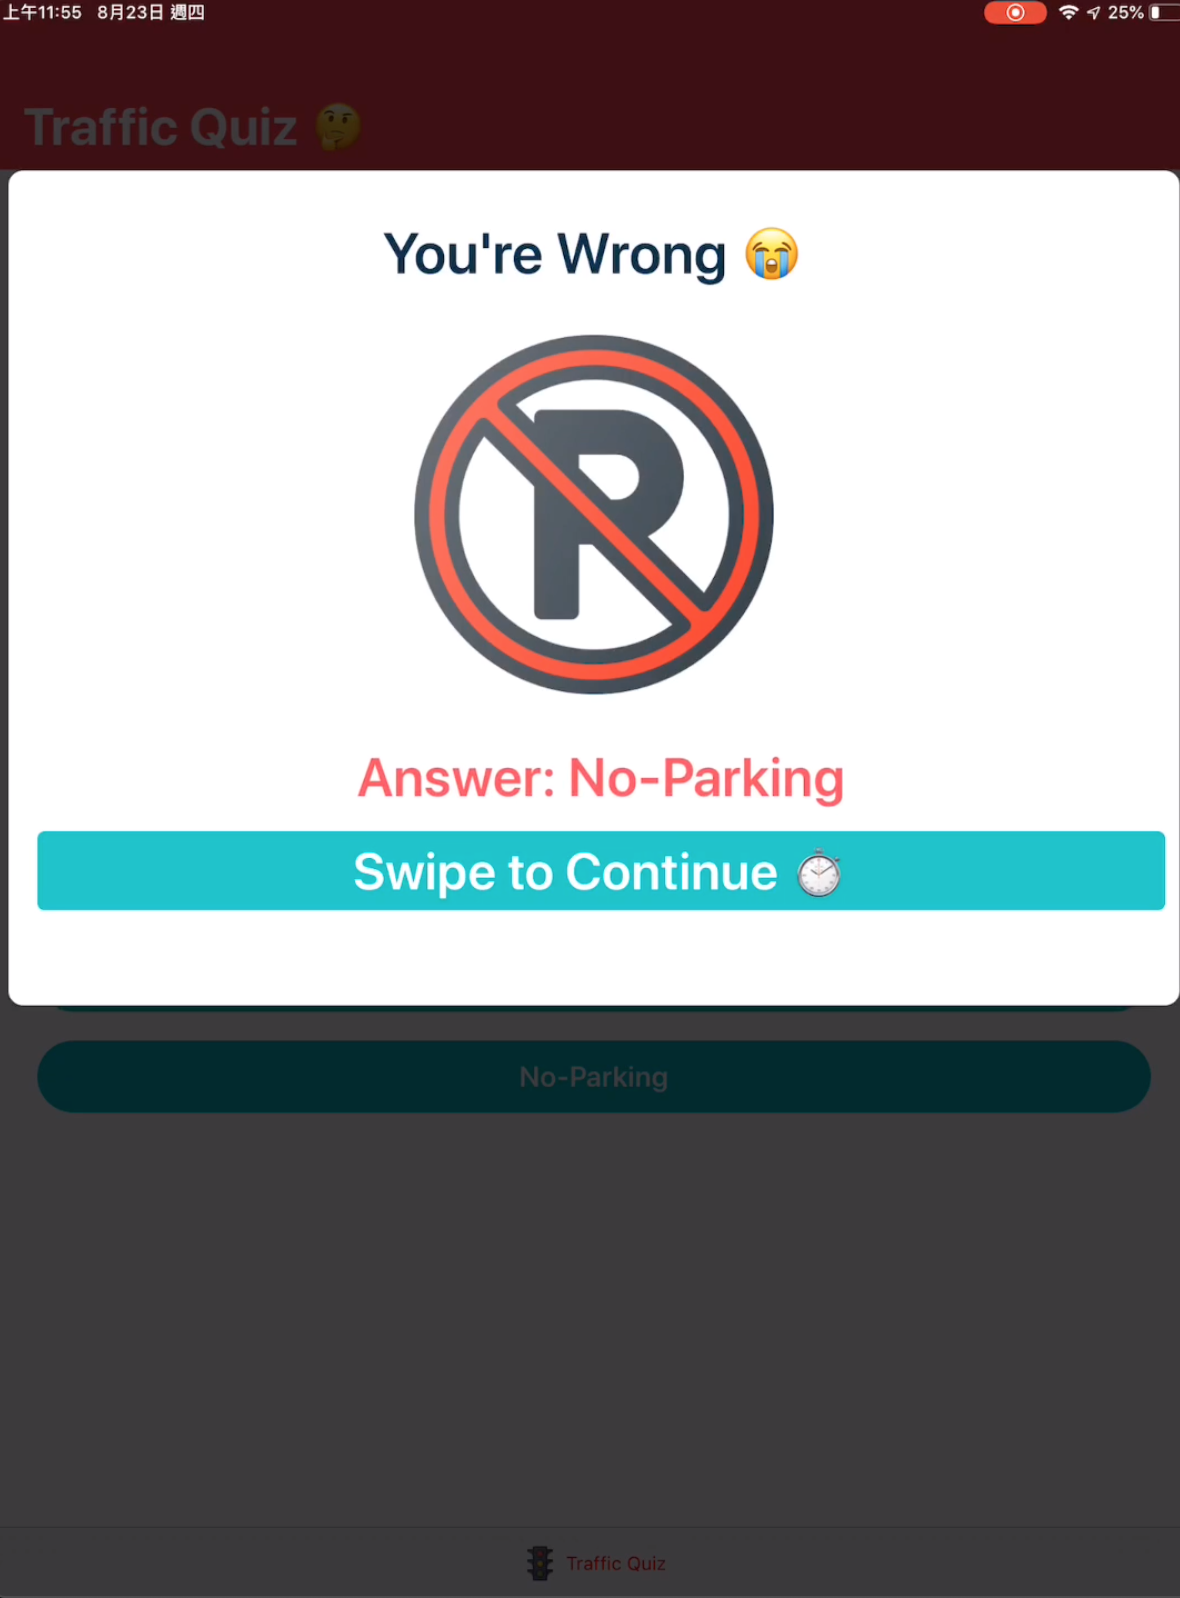 上午11:55 8月23日 週四 25%
Traffic Quiz 🤔
You're Wrong 😭
P
Answer: No-Parking
Swipe to Continue ⏱
No-Parking
Traffic Quiz